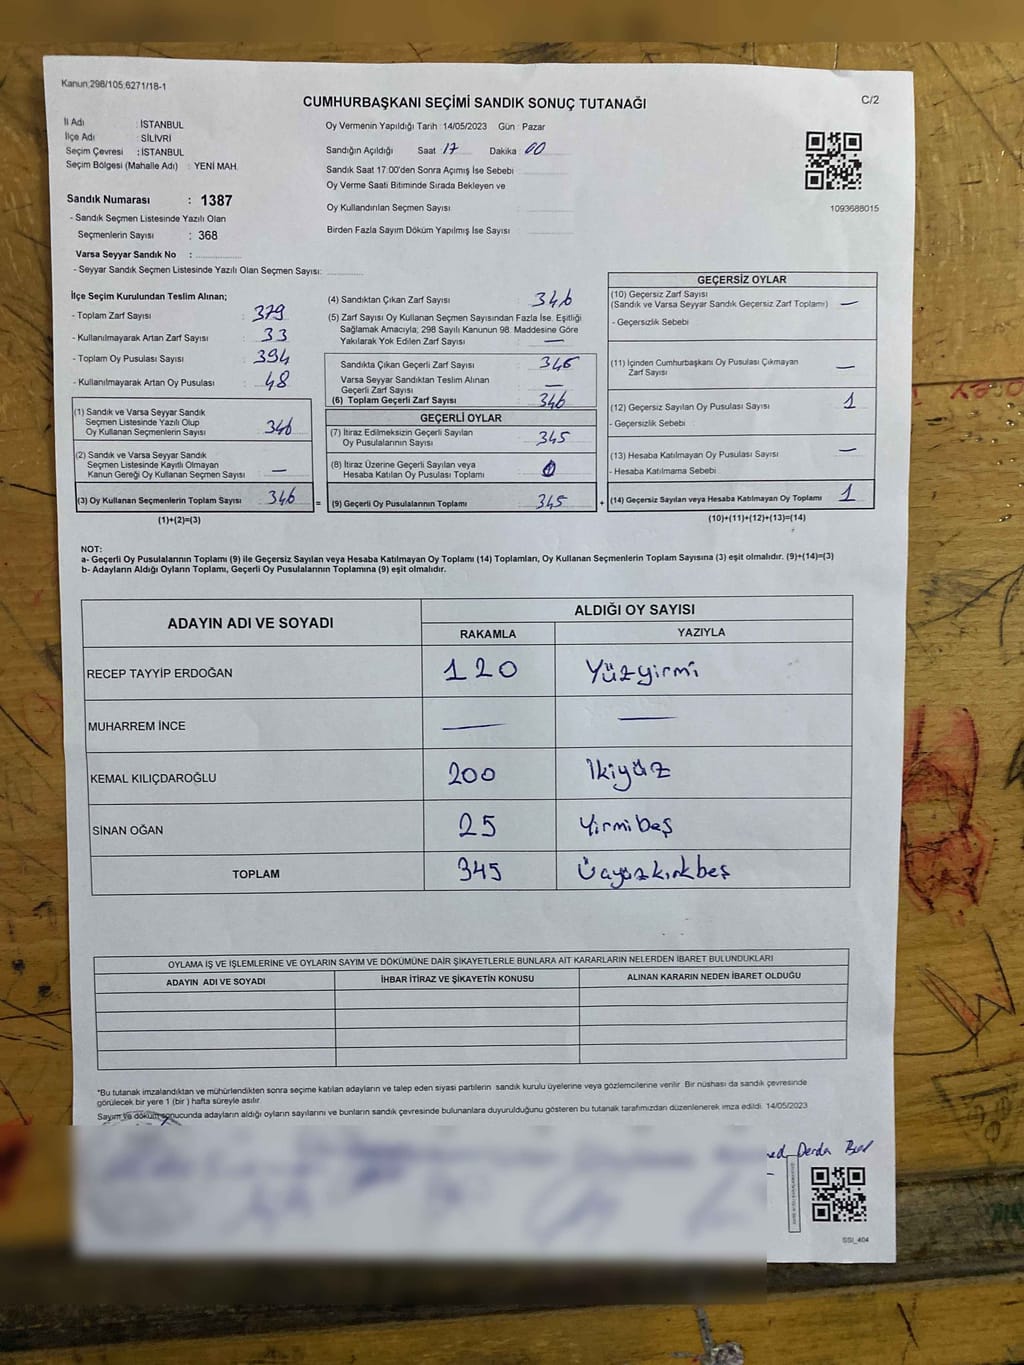 Kanun 298/105,6271/18-1
CUMHURBAŞKANI SEÇİMİ SANDIK SONUÇ TUTANAĞI
C/2
İl Adı : İSTANBUL
İlçe Adı : SİLİVRİ
Seçim Çevresi : İSTANBUL
Seçim Bölgesi (Mahalle Adı) : YENİ MAH.
Oy Vermenin Yapıldığı Tarih : 14/05/2023 Gün : Pazar
Sandığın Açıldığı Saat 17 Dakika 00
Sandık Saat 17:00'den Sonra Açımış İse Sebebi :
Oy Verme Saati Bitiminde Sırada Bekleyen ve
Oy Kullandırılan Seçmen Sayısı :
Birden Fazla Sayım Döküm Yapılmış İse Sayısı :
1093688015
Sandık Numarası : 1387
- Sandık Seçmen Listesinde Yazılı Olan
Seçmenlerin Sayısı : 368
Varsa Seyyar Sandık No :
- Seyyar Sandık Seçmen Listesinde Yazılı Olan Seçmen Sayısı:
İlçe Seçim Kurulundan Teslim Alınan;
- Toplam Zarf Sayısı : 379
- Kullanılmayarak Artan Zarf Sayısı : 33
- Toplam Oy Pusulası Sayısı : 394
- Kullanılmayarak Artan Oy Pusulası : 48
(1) Sandık ve Varsa Seyyar Sandık
Seçmen Listesinde Yazılı Olup
Oy Kullanan Seçmenlerin Sayısı : 346
(2) Sandık ve Varsa Seyyar Sandık
Seçmen Listesinde Kayıtlı Olmayan
Kanun Gereği Oy Kullanan Seçmen Sayısı : —
(3) Oy Kullanan Seçmenlerin Toplam Sayısı : 346 =
(1)+(2)=(3)
(4) Sandıktan Çıkan Zarf Sayısı : 346
(5) Zarf Sayısı Oy Kullanan Seçmen Sayısından Fazla İse, Eşitliği
Sağlamak Amacıyla; 298 Sayılı Kanunun 98. Maddesine Göre
Yakılarak Yok Edilen Zarf Sayısı : —
Sandıkta Çıkan Geçerli Zarf Sayısı : 346
Varsa Seyyar Sandıktan Teslim Alınan
Geçerli Zarf Sayısı : —
(6) Toplam Geçerli Zarf Sayısı : 346
GEÇERLİ OYLAR
(7) İtiraz Edilmeksizin Geçerli Sayılan
Oy Pusulalarının Sayısı : 345
(8) İtiraz Üzerine Geçerli Sayılan veya
Hesaba Katılan Oy Pusulası Toplamı : 0
(9) Geçerli Oy Pusulalarının Toplamı : 345 +
GEÇERSİZ OYLAR
(10) Geçersiz Zarf Sayısı
(Sandık ve Varsa Seyyar Sandık Geçersiz Zarf Toplamı) : —
- Geçersizlik Sebebi :
(11) İçinden Cumhurbaşkanı Oy Pusulası Çıkmayan
Zarf Sayısı : —
(12) Geçersiz Sayılan Oy Pusulası Sayısı : 1
- Geçersizlik Sebebi :
(13) Hesaba Katılmayan Oy Pusulası Sayısı : —
- Hesaba Katılmama Sebebi :
(14) Geçersiz Sayılan veya Hesaba Katılmayan Oy Toplamı : 1
(10)+(11)+(12)+(13)=(14)
NOT:
a- Geçerli Oy Pusulalarının Toplamı (9) ile Geçersiz Sayılan veya Hesaba Katılmayan Oy Toplamı (14) Toplamları, Oy Kullanan Seçmenlerin Toplam Sayısına (3) eşit olmalıdır. (9)+(14)=(3)
b- Adayların Aldığı Oyların Toplamı, Geçerli Oy Pusulalarının Toplamına (9) eşit olmalıdır.
ADAYIN ADI VE SOYADI
ALDIĞI OY SAYISI
RAKAMLA YAZIYLA
RECEP TAYYİP ERDOĞAN 120 Yüzyirmi
MUHARREM İNCE — —
KEMAL KILIÇDAROĞLU 200 İkiyüz
SİNAN OĞAN 25 Yirmibeş
TOPLAM 345 Üçyüzkırkbeş
OYLAMA İŞ VE İŞLEMLERİNE VE OYLARIN SAYIM VE DÖKÜMÜNE DAİR ŞİKAYETLERLE BUNLARA AİT KARARLARIN NELERDEN İBARET BULUNDUKLARI
ADAYIN ADI VE SOYADI İHBAR İTİRAZ VE ŞİKAYETİN KONUSU ALINAN KARARIN NEDEN İBARET OLDUĞU
*Bu tutanak imzalandıktan ve mühürlendikten sonra seçime katılan adayların ve talep eden siyasi partilerin sandık kurulu üyelerine veya gözlemcilerine verilir. Bir nüshası da sandık çevresinde
görülecek bir yere 1 (bir ) hafta süreyle asılır.
Sayım ve döküm sonucunda adayların aldığı oyların sayılarını ve bunların sandık çevresinde bulunanlara duyurulduğunu gösteren bu tutanak tarafımızdan düzenlenerek imza edildi. 14/05/2023
Derda
SSI_404